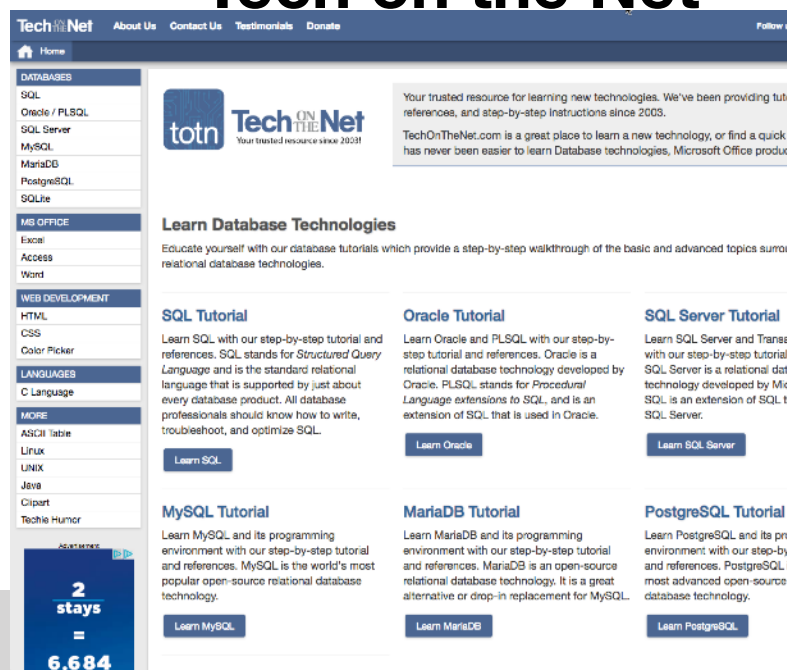 Tech on the Net
Tech ON THE Net About Us Contact Us Testimonials Donate Follow
Home
DATABASES
SQL
Oracle / PLSQL
SQL Server
MySQL
MariaDB
PostgreSQL
SQLite
MS OFFICE
Excel
Access
Word
WEB DEVELOPMENT
HTML
CSS
Color Picker
LANGUAGES
C Language
MORE
ASCII Table
Linux
UNIX
Java
Clipart
Techie Humor
Advertisement
2
stays
=
6,684
totn
Tech ON THE Net
Your trusted resource since 2003!
Your trusted resource for learning new technologies. We've been providing
references, and step-by-step instructions since 2003.
TechOnTheNet.com is a great place to learn a new technology, or find a quick
has never been easier to learn Database technologies, Microsoft Office
Learn Database Technologies
Educate yourself with our database tutorials which provide a step-by-step walkthrough of the basic and advanced topics
relational database technologies.
SQL Tutorial
Learn SQL with our step-by-step tutorial and
references. SQL stands for Structured Query
Language and is the standard relational
language that is supported by just about
every database product. All database
professionals should know how to write,
troubleshoot, and optimize SQL.
Learn SQL
Oracle Tutorial
Learn Oracle and PLSQL with our step-by-
step tutorial and references. Oracle is a
relational database technology developed by
Oracle. PLSQL stands for Procedural
Language extensions to SQL, and is an
extension of SQL that is used in Oracle.
Learn Oracle
SQL Server Tutorial
Learn SQL Server and
with our step-by-step tutorial
SQL Server is a relational
technology developed by
SQL is an extension of SQL
SQL Server.
Learn SQL Server
MySQL Tutorial
Learn MySQL and its programming
environment with our step-by-step tutorial
and references. MySQL is the world's most
popular open-source relational database
technology.
Learn MySQL
MariaDB Tutorial
Learn MariaDB and its programming
environment with our step-by-step tutorial
and references. MariaDB is an open-source
relational database technology. It is a great
alternative or drop-in replacement for MySQL.
Learn MariaDB
PostgreSQL Tutorial
Learn PostgreSQL and its
environment with our
and references. PostgreSQL
most advanced open-source
database technology.
Learn PostgreSQL